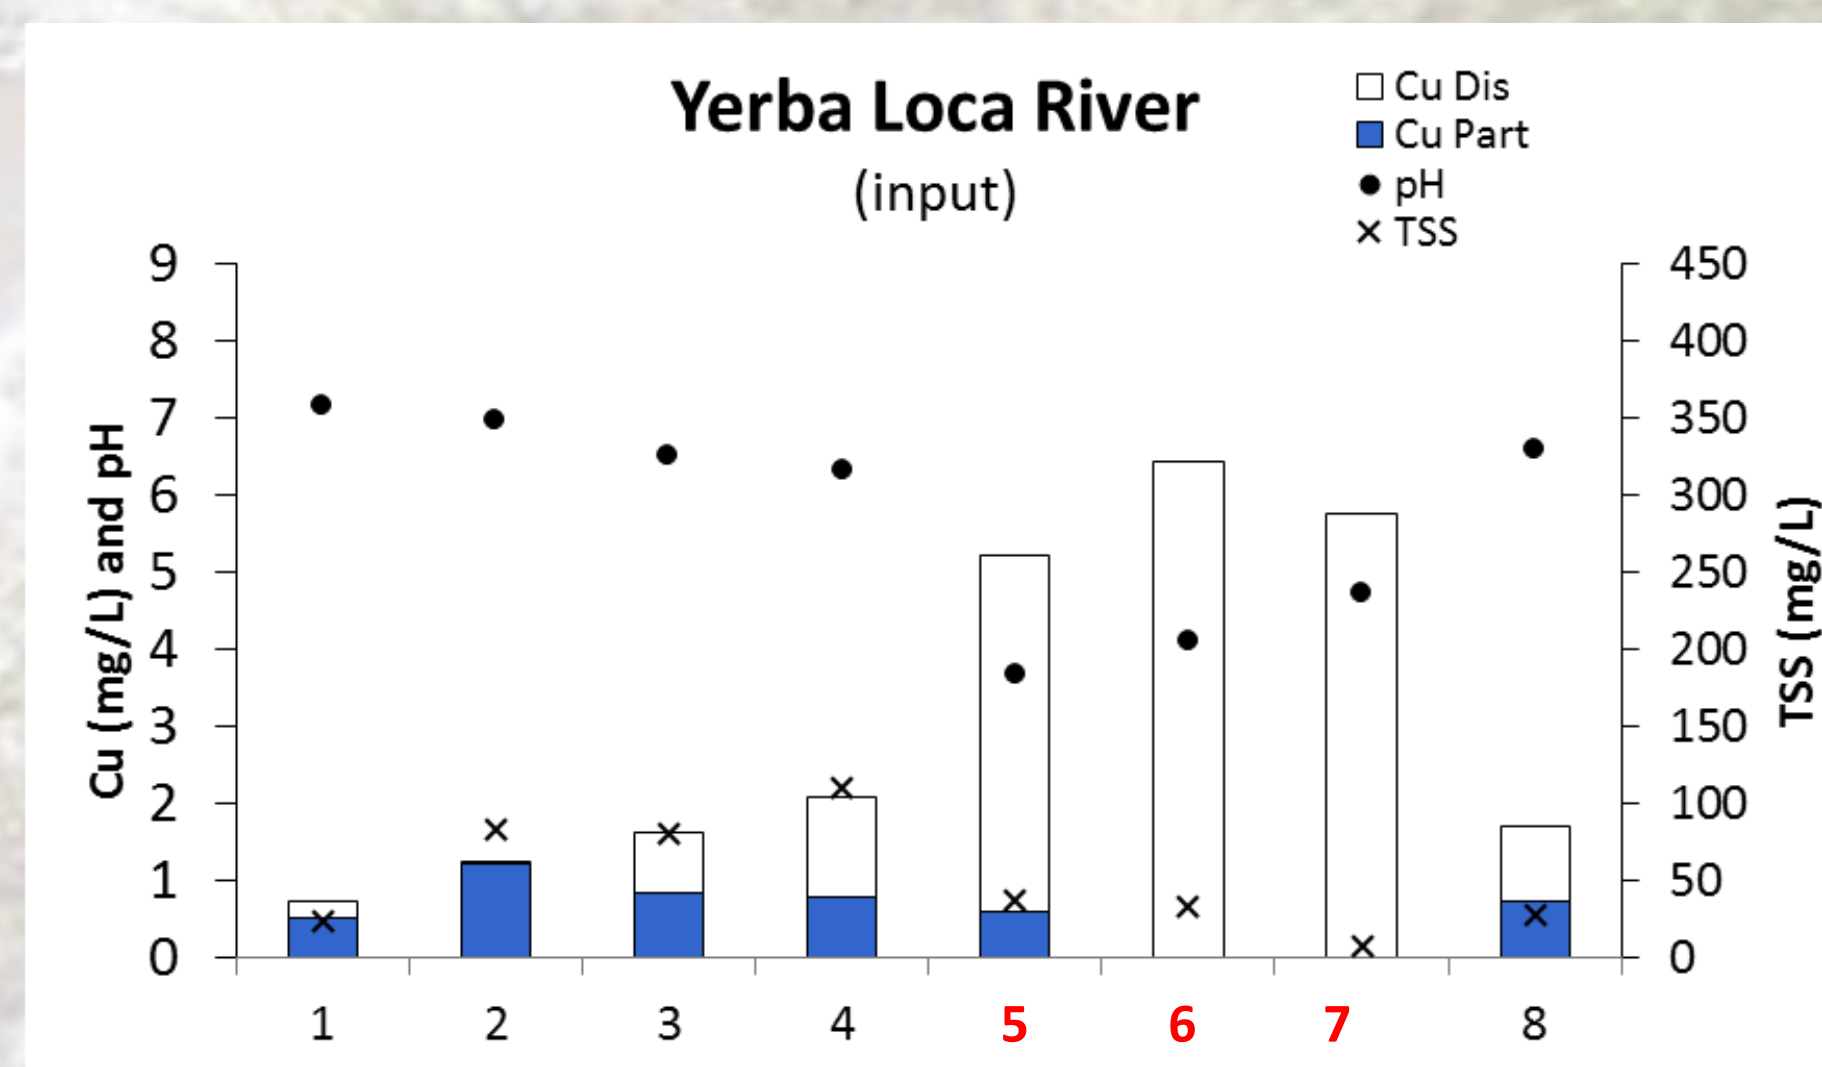 Yerba Loca River
(input)
Cu Dis
Cu Part
pH
TSS
Cu (mg/L) and pH
9
8
7
6
5
4
3
2
1
0
450
400
350
300
250
200
150
100
50
0
TSS (mg/L)
1 2 3 4 5 6 7 8